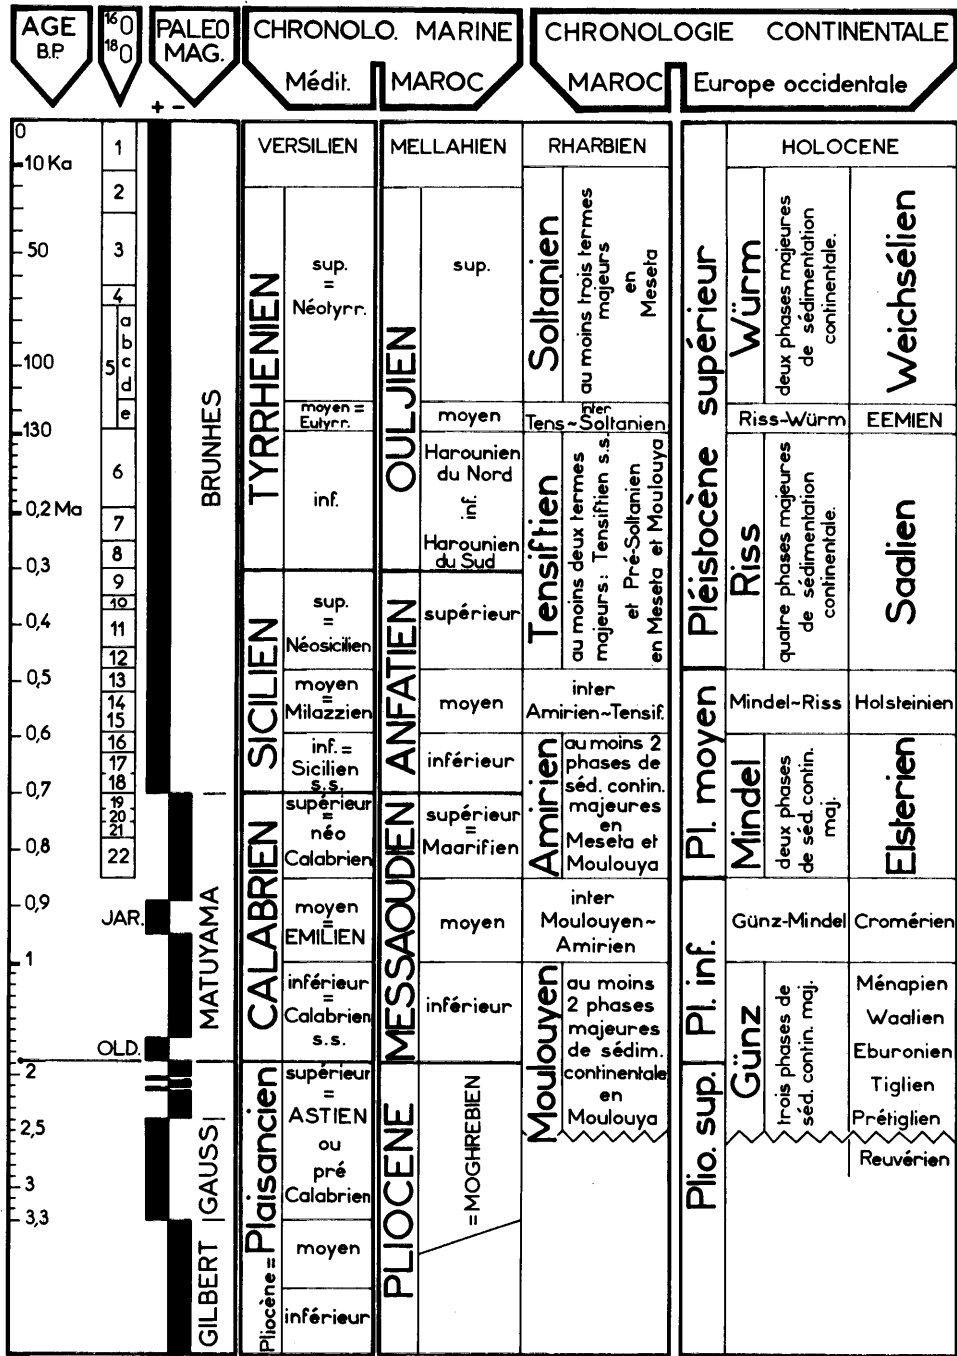 AGE
B.P.
16O
18O
PALEO
MAG.
+ -
CHRONOLO. MARINE
Médit.
MAROC
CHRONOLOGIE CONTINENTALE
MAROC
Europe occidentale
0
10 Ka
50
100
130
0,2 Ma
0,3
0,4
0,5
0,6
0,7
0,8
0,9
1
2
2,5
3
3,3
1
2
3
4
5
a
b
c
d
e
6
7
8
9
10
11
12
13
14
15
16
17
18
19
20
21
22
JAR.
OLD.
BRUNHES
MATUYAMA
GAUSS
GILBERT
VERSILIEN
TYRRHENIEN
sup.
=
Néotyrr.
moyen =
Eutyrr.
inf.
SICILIEN
sup.
=
Néosicilien
moyen
=
Milazzien
inf. =
Sicilien
s.s.
CALABRIEN
supérieur
=
néo
Calabrien
moyen
=
EMILIEN
inférieur
=
Calabrien
s.s.
Pliocène = Plaisancien
supérieur
=
ASTIEN
ou
pré
Calabrien
moyen
inférieur
MELLAHIEN
OULJIEN
sup.
moyen
Harounien
du Nord
inf.
Harounien
du Sud
ANFATIEN
supérieur
moyen
inférieur
MESSAOUDIEN
supérieur
=
Maarifien
moyen
inférieur
PLIOCENE
= MOGHREBIEN
RHARBIEN
Soltanien
au moins trois termes
majeurs
en
Meseta
inter
Tens~Soltanien
Tensiftien
au moins deux termes
majeurs : Tensiftien s.s.
et Pré-Soltanien
en Meseta et Moulouya
inter
Amirien~Tensif.
Amirien
au moins 2
phases de
séd. contin.
majeures
en
Meseta et
Moulouya
inter
Moulouyen~
Amirien
Moulouyen
au moins
2 phases
majeures
de sédim.
continentale
en
Moulouya
Pléistocène supérieur
Pl. moyen
Pl. inf.
Plio. sup.
HOLOCENE
Würm
deux phases majeures
de sédimentation
continentale.
Weichsélien
Riss-Würm
EEMIEN
Riss
quatre phases majeures
de sédimentation
continentale.
Saalien
Mindel~Riss
Holsteinien
Mindel
deux phases
de séd. contin.
maj.
Elsterien
Günz-Mindel
Cromérien
Günz
trois phases de
séd. contin. maj.
Ménapien
Waalien
Eburonien
Tiglien
Prétiglien
Reuvérien